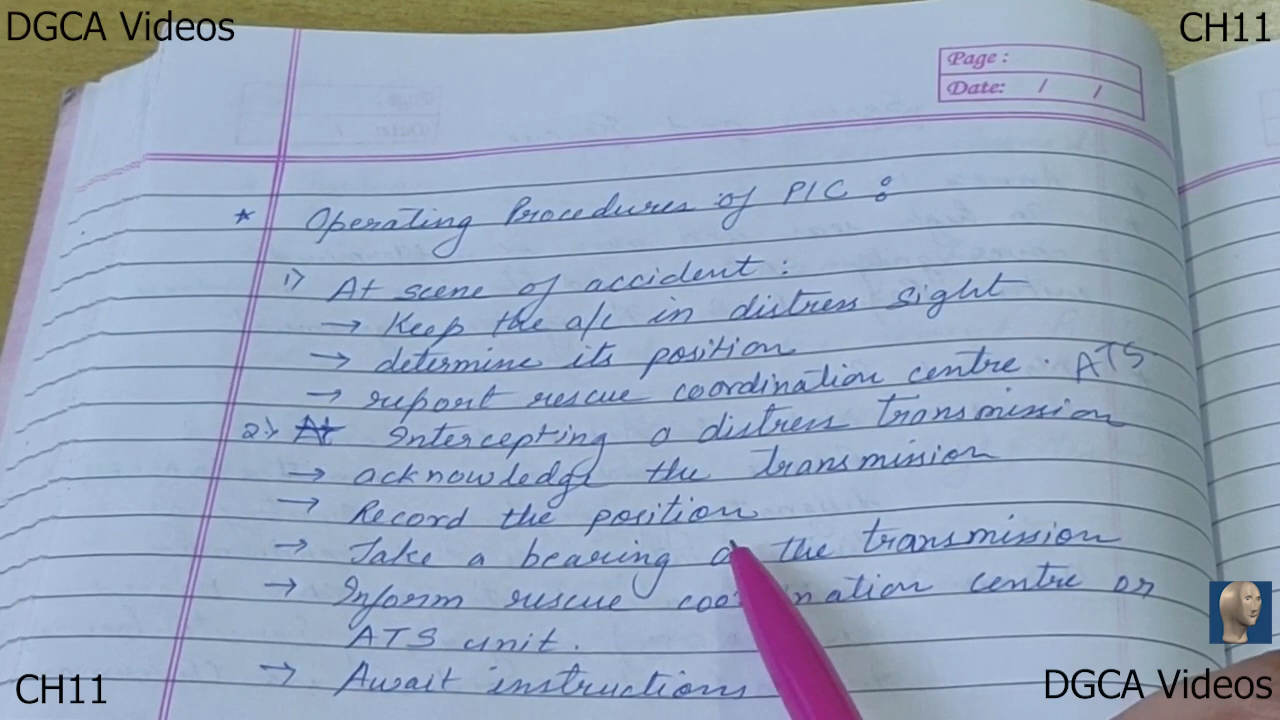 DGCA Videos
CH11
Page :
Date: / /
* Operating Procedures of PIC :
1) At scene of accident :
→ Keep the a/c in distress sight
→ determine its position
→ report rescue coordination centre . ATS
2) At Intercepting a distress transmission
→ acknowledge the transmission
→ Record the position
→ Take a bearing the transmission
→ Inform rescue centre or
ATS unit .
→ Await instructions
CH11
DGCA Videos